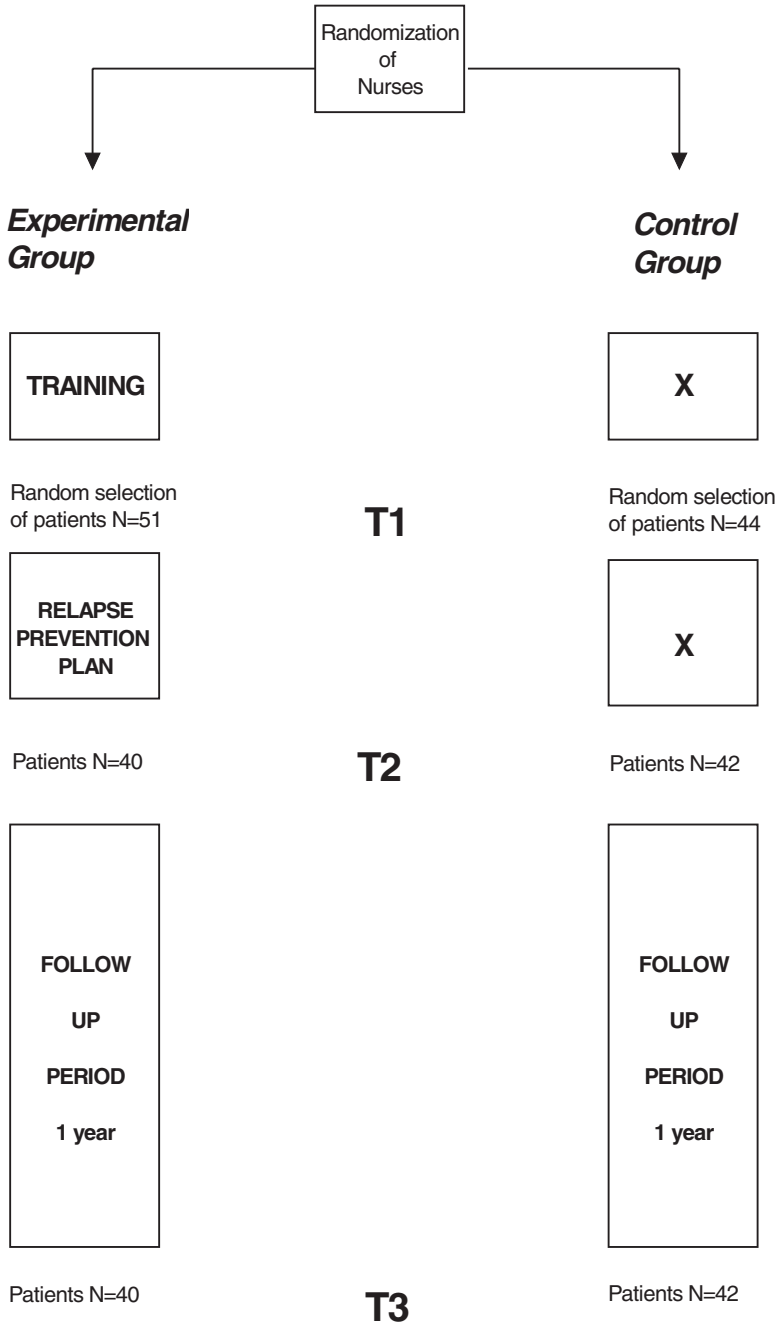 Randomization
of
Nurses
Experimental
Group
Control
Group
TRAINING
X
Random selection
of patients N=51
T1
Random selection
of patients N=44
RELAPSE
PREVENTION
PLAN
X
Patients N=40
T2
Patients N=42
FOLLOW
UP
PERIOD
1 year
FOLLOW
UP
PERIOD
1 year
Patients N=40
T3
Patients N=42